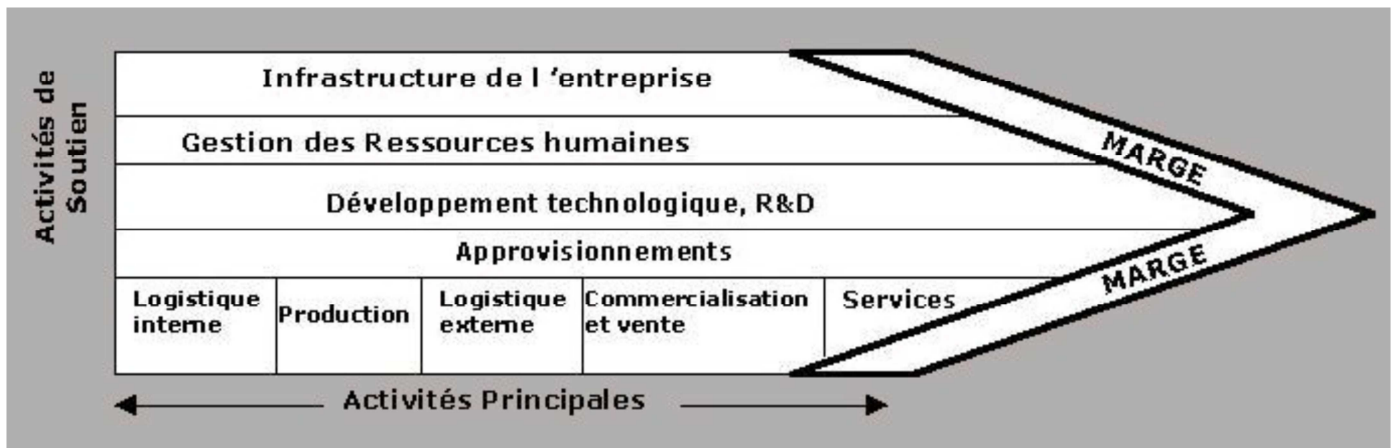 Activités de
Soutien
Infrastructure de l ’entreprise
Gestion des Ressources humaines
Développement technologique, R&D
Approvisionnements
Logistique
interne
Production
Logistique
externe
Commercialisation
et vente
Services
MARGE
MARGE
Activités Principales